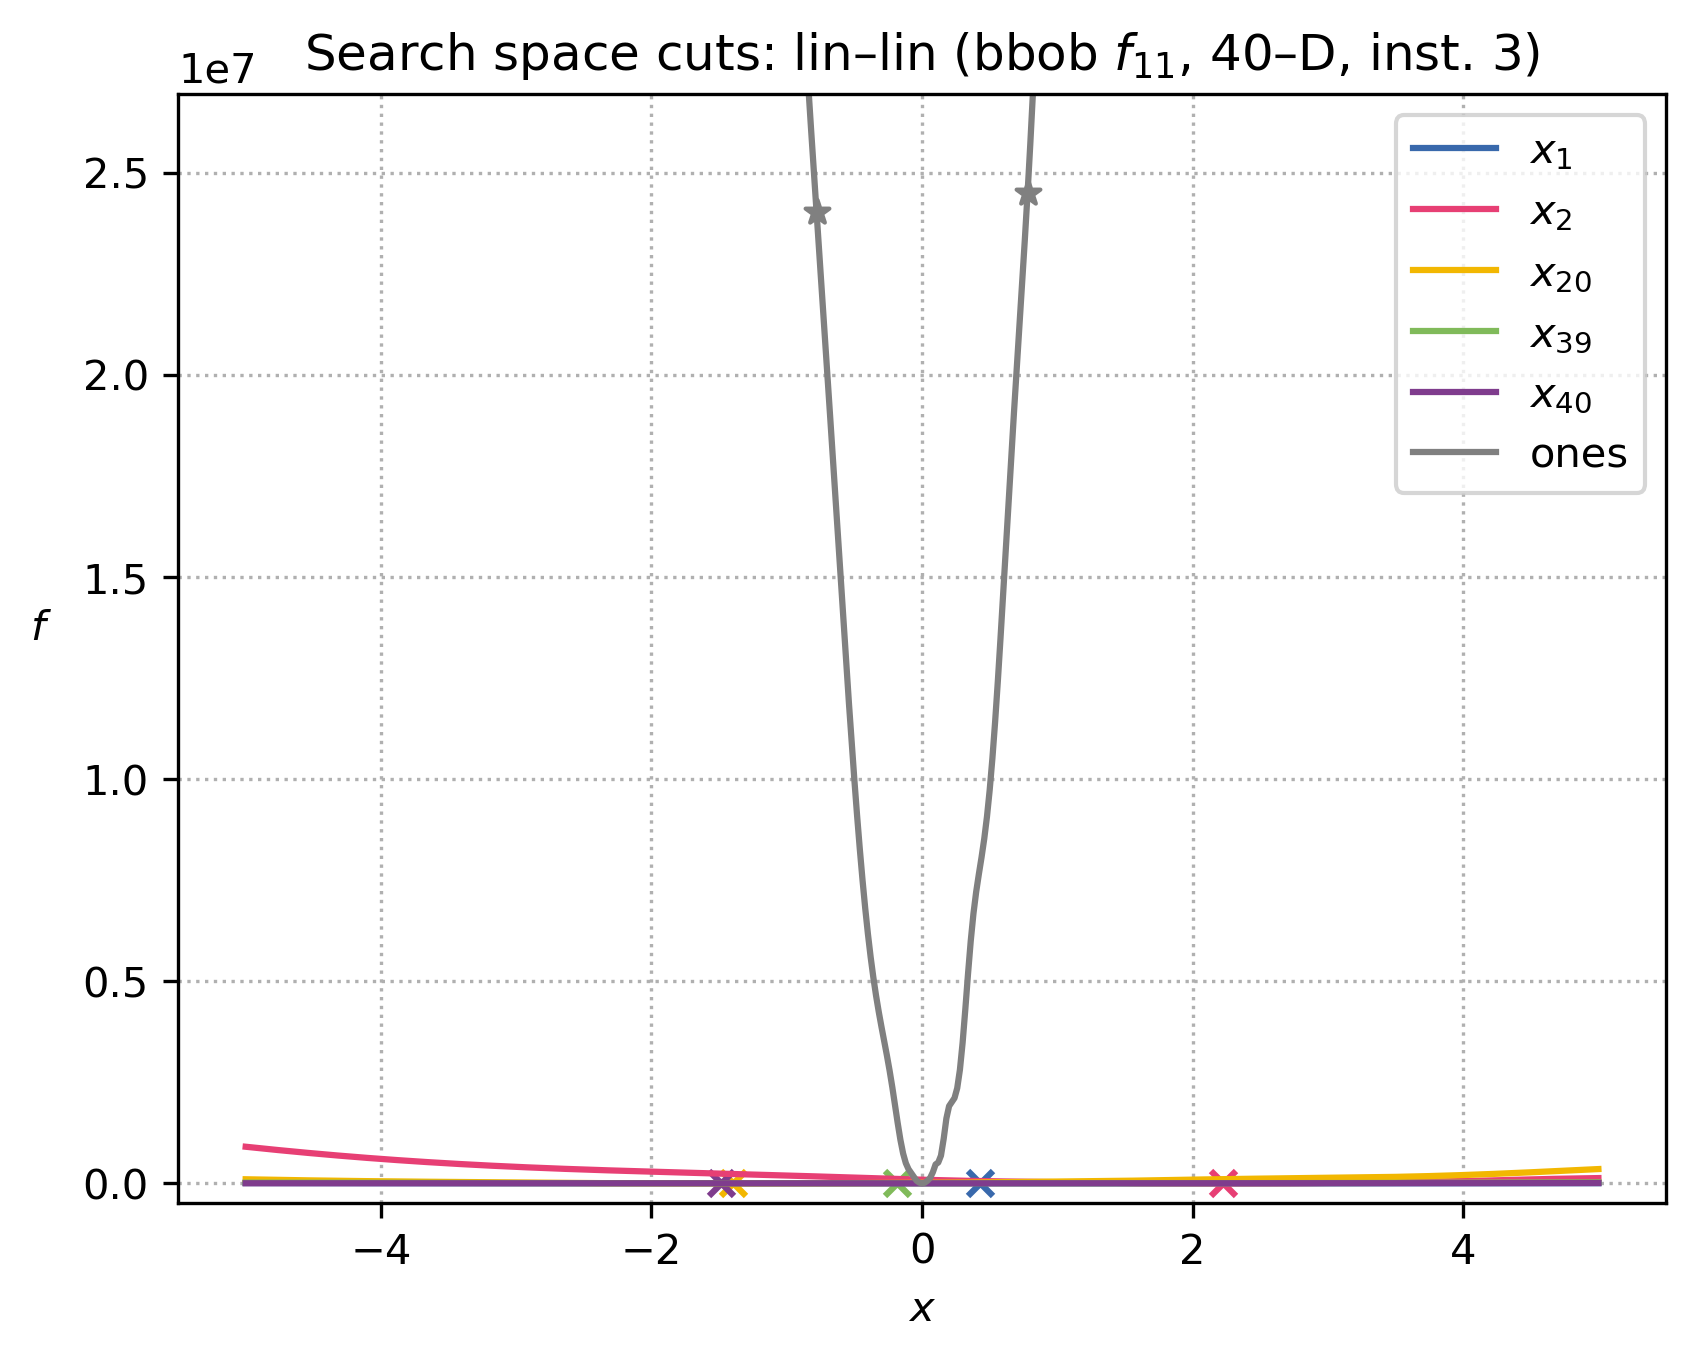 Search space cuts: lin–lin (bbob f11, 40–D, inst. 3)
1e7
2.5
2.0
1.5
1.0
0.5
0.0
f
−4
−2
0
2
4
x
x1
x2
x20
x39
x40
ones